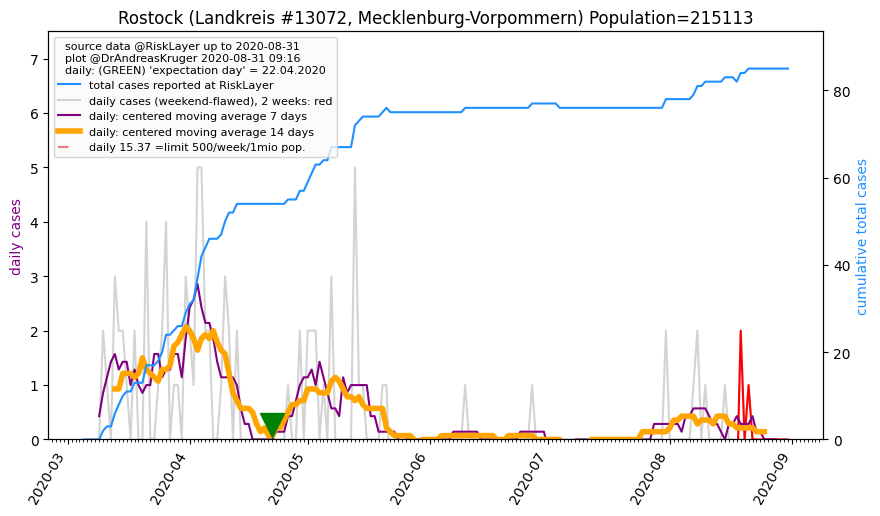 Rostock (Landkreis #13072, Mecklenburg-Vorpommern) Population=215113
source data @RiskLayer up to 2020-08-31
plot @DrAndreasKruger 2020-08-31 09:16
daily: (GREEN) 'expectation day' = 22.04.2020
total cases reported at RiskLayer
daily cases (weekend-flawed), 2 weeks: red
daily: centered moving average 7 days
daily: centered moving average 14 days
daily 15.37 =limit 500/week/1mio pop.
daily cases
7
6
5
4
3
2
1
0
cumulative total cases
80
60
40
20
0
2020-03
2020-04
2020-05
2020-06
2020-07
2020-08
2020-09